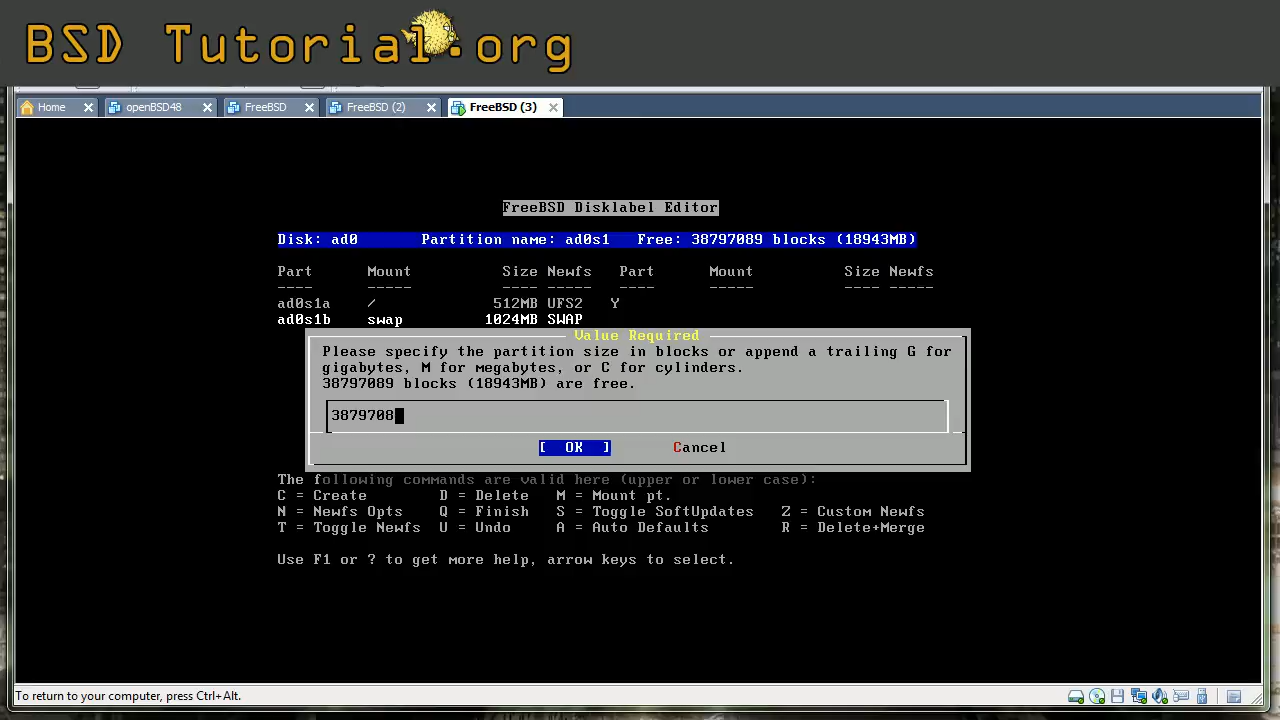 BSD Tutorial.org
Home
openBSD48
FreeBSD
FreeBSD (2)
FreeBSD (3)
FreeBSD Disklabel Editor
Disk: ad0 Partition name: ad0s1 Free: 38797089 blocks (18943MB)
Part Mount Size Newfs Part Mount Size Newfs
---- ----- ---- ----- ---- ----- ---- -----
ad0s1a / 512MB UFS2 Y
ad0s1b swap 1024MB SWAP
Value Required
Please specify the partition size in blocks or append a trailing G for
gigabytes, M for megabytes, or C for cylinders.
38797089 blocks (18943MB) are free.
3879708
[ OK ] Cancel
The following commands are valid here (upper or lower case):
C = Create D = Delete M = Mount pt.
N = Newfs Opts Q = Finish S = Toggle SoftUpdates Z = Custom Newfs
T = Toggle Newfs U = Undo A = Auto Defaults R = Delete+Merge
Use F1 or ? to get more help, arrow keys to select.
To return to your computer, press Ctrl+Alt.